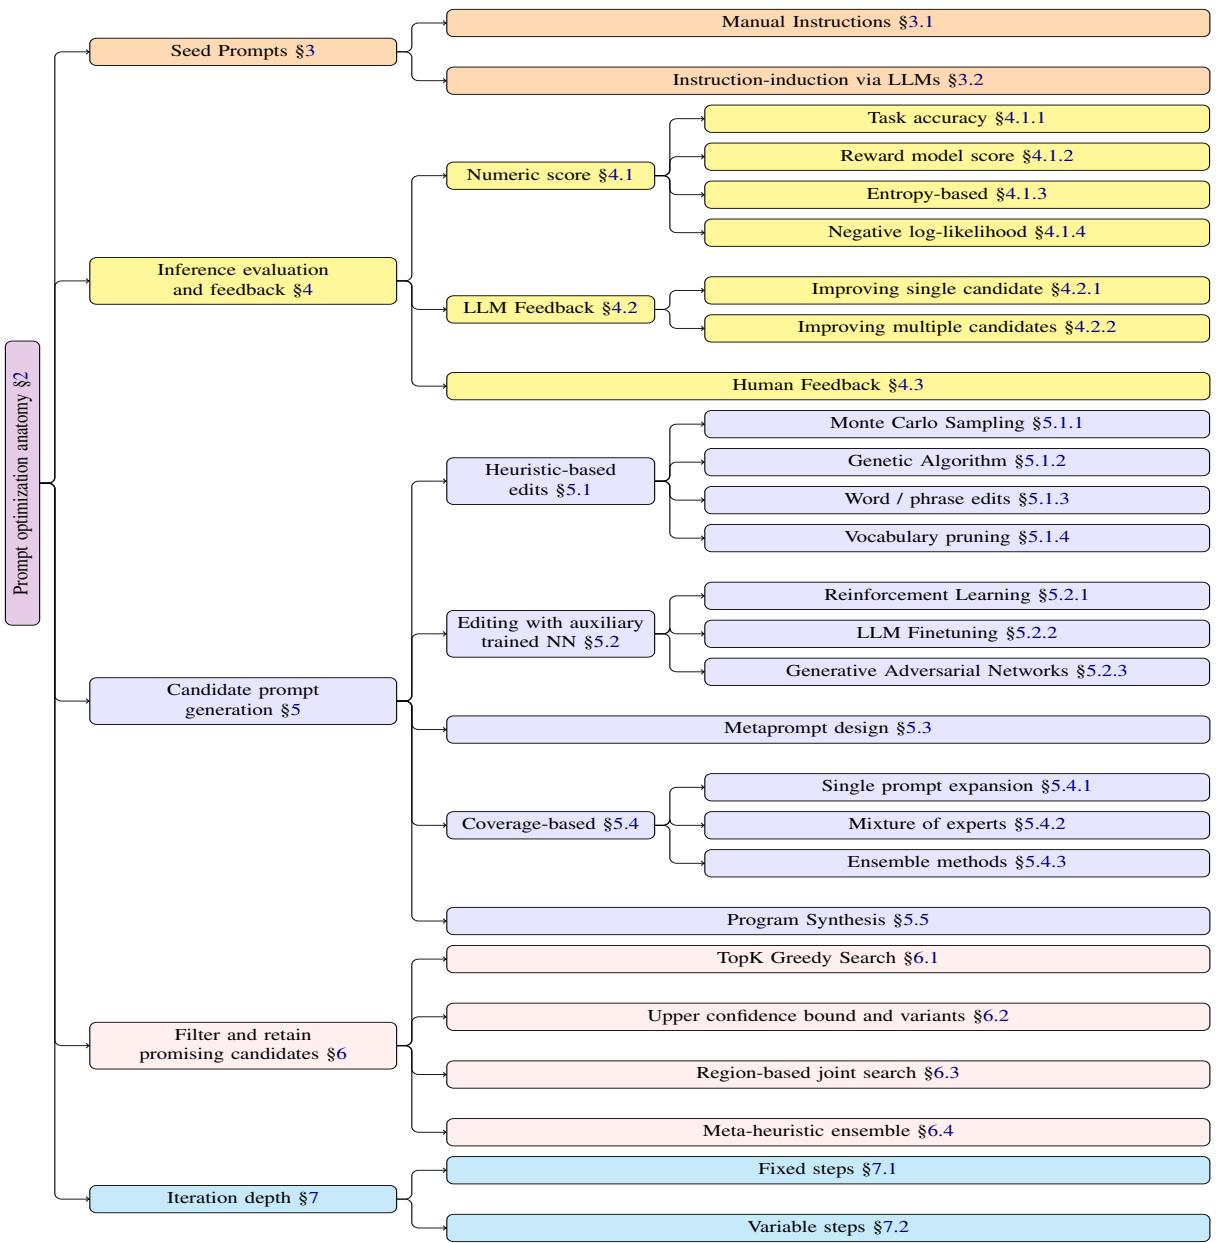 Prompt optimization anatomy §2
Seed Prompts §3
Manual Instructions §3.1
Instruction-induction via LLMs §3.2
Inference evaluation
and feedback §4
Numeric score §4.1
Task accuracy §4.1.1
Reward model score §4.1.2
Entropy-based §4.1.3
Negative log-likelihood §4.1.4
LLM Feedback §4.2
Improving single candidate §4.2.1
Improving multiple candidates §4.2.2
Human Feedback §4.3
Candidate prompt
generation §5
Heuristic-based
edits §5.1
Monte Carlo Sampling §5.1.1
Genetic Algorithm §5.1.2
Word / phrase edits §5.1.3
Vocabulary pruning §5.1.4
Editing with auxiliary
trained NN §5.2
Reinforcement Learning §5.2.1
LLM Finetuning §5.2.2
Generative Adversarial Networks §5.2.3
Metaprompt design §5.3
Coverage-based §5.4
Single prompt expansion §5.4.1
Mixture of experts §5.4.2
Ensemble methods §5.4.3
Program Synthesis §5.5
Filter and retain
promising candidates §6
TopK Greedy Search §6.1
Upper confidence bound and variants §6.2
Region-based joint search §6.3
Meta-heuristic ensemble §6.4
Iteration depth §7
Fixed steps §7.1
Variable steps §7.2